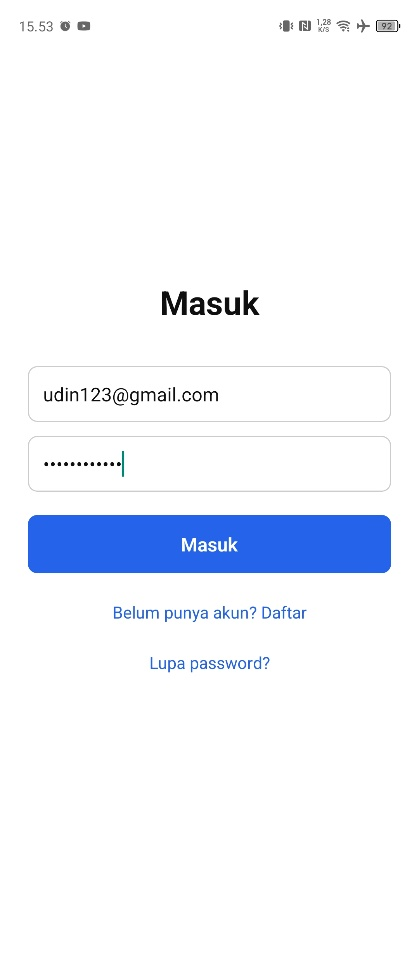 15.53
1,28
K/S
92
Masuk
udin123@gmail.com
••••••••••••
Masuk
Belum punya akun? Daftar
Lupa password?